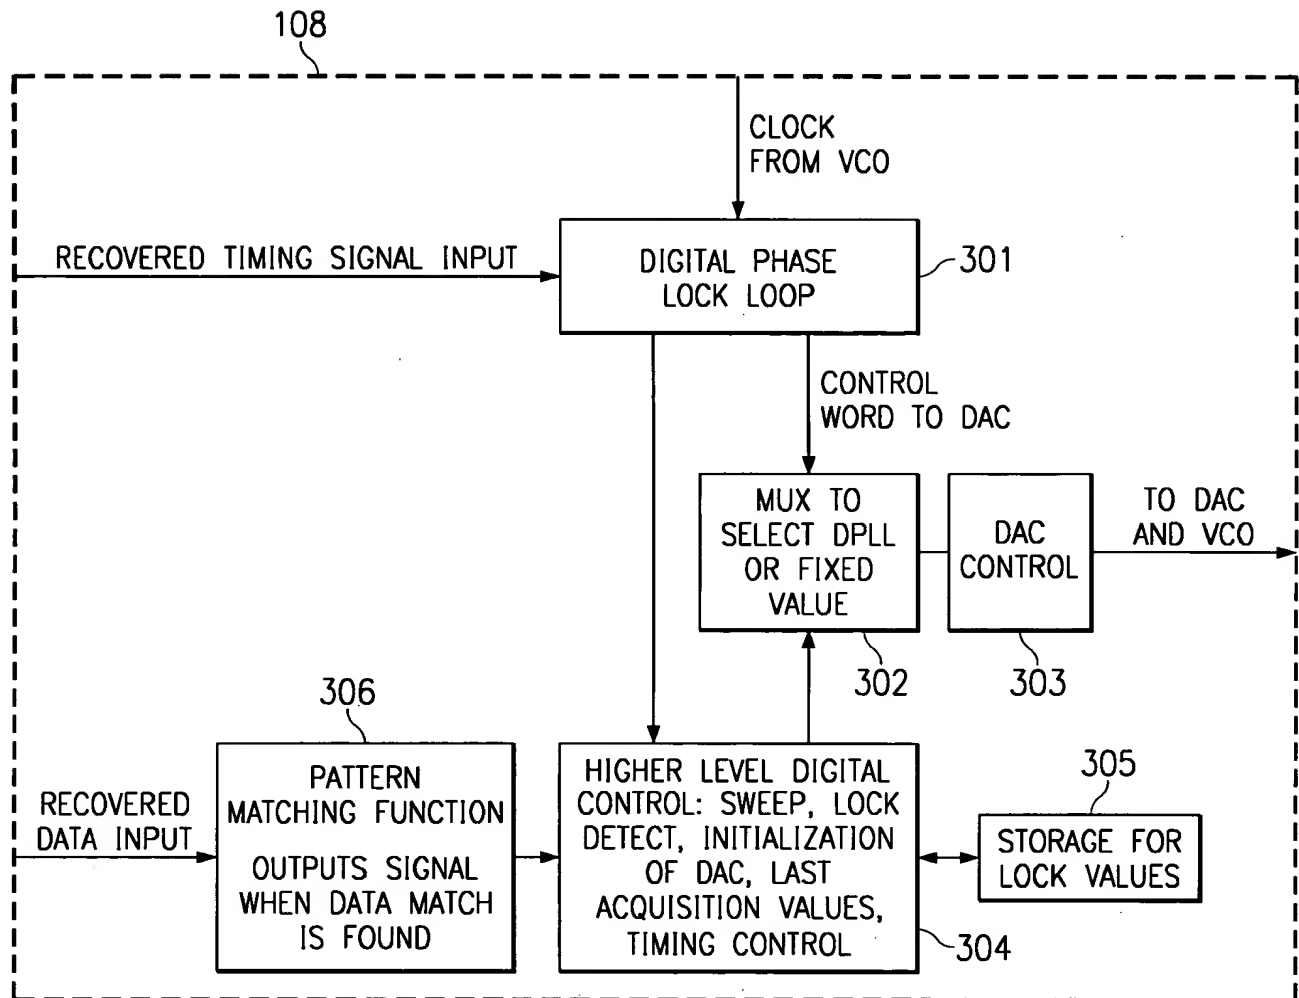 108
CLOCK
FROM VCO
RECOVERED TIMING SIGNAL INPUT
DIGITAL PHASE
LOCK LOOP
301
CONTROL
WORD TO DAC
MUX TO
SELECT DPLL
OR FIXED
VALUE
302
DAC
CONTROL
303
TO DAC
AND VCO
306
PATTERN
MATCHING FUNCTION
OUTPUTS SIGNAL
WHEN DATA MATCH
IS FOUND
RECOVERED
DATA INPUT
HIGHER LEVEL DIGITAL
CONTROL: SWEEP, LOCK
DETECT, INITIALIZATION
OF DAC, LAST
ACQUISITION VALUES,
TIMING CONTROL
304
305
STORAGE FOR
LOCK VALUES